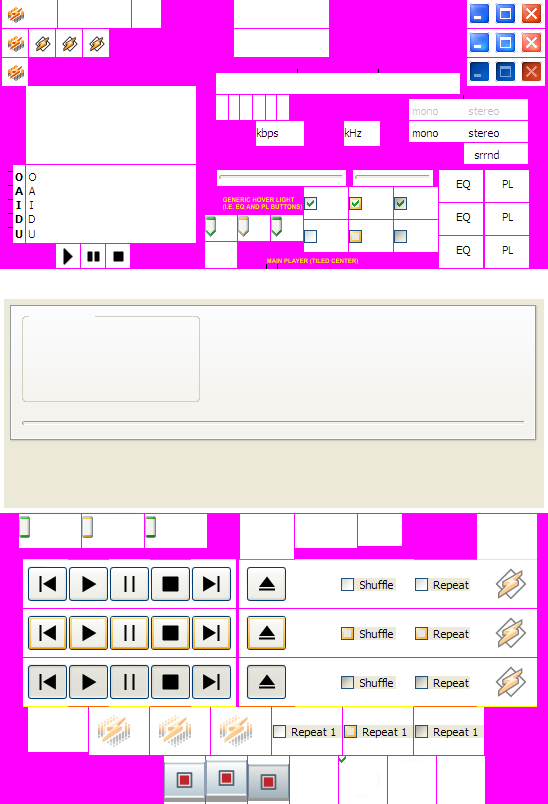 mono stereo
kbps kHz mono stereo
srrnd
O O
A A
I I
D D
U U
GENERIC HOVER LIGHT
(I.E. EQ AND PL BUTTONS)
EQ PL
EQ PL
EQ PL
MAIN PLAYER (TILED CENTER)
Shuffle Repeat
Shuffle Repeat
Shuffle Repeat
Repeat 1 Repeat 1 Repeat 1